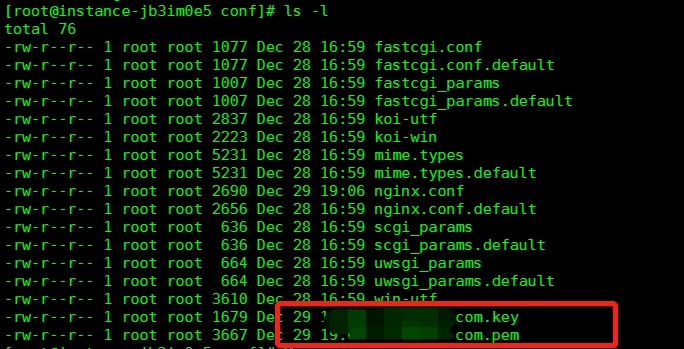 [root@instance-jb3im0e5 conf]# ls -l
total 76
-rw-r--r-- 1 root root 1077 Dec 28 16:59 fastcgi.conf
-rw-r--r-- 1 root root 1077 Dec 28 16:59 fastcgi.conf.default
-rw-r--r-- 1 root root 1007 Dec 28 16:59 fastcgi_params
-rw-r--r-- 1 root root 1007 Dec 28 16:59 fastcgi_params.default
-rw-r--r-- 1 root root 2837 Dec 28 16:59 koi-utf
-rw-r--r-- 1 root root 2223 Dec 28 16:59 koi-win
-rw-r--r-- 1 root root 5231 Dec 28 16:59 mime.types
-rw-r--r-- 1 root root 5231 Dec 28 16:59 mime.types.default
-rw-r--r-- 1 root root 2690 Dec 29 19:06 nginx.conf
-rw-r--r-- 1 root root 2656 Dec 28 16:59 nginx.conf.default
-rw-r--r-- 1 root root 636 Dec 28 16:59 scgi_params
-rw-r--r-- 1 root root 636 Dec 28 16:59 scgi_params.default
-rw-r--r-- 1 root root 664 Dec 28 16:59 uwsgi_params
-rw-r--r-- 1 root root 664 Dec 28 16:59 uwsgi_params.default
-rw-r--r-- 1 root root 3610 Dec 28 16:59 win-utf
-rw-r--r-- 1 root root 1679 Dec 29 com.key
-rw-r--r-- 1 root root 3667 Dec 29 com.pem